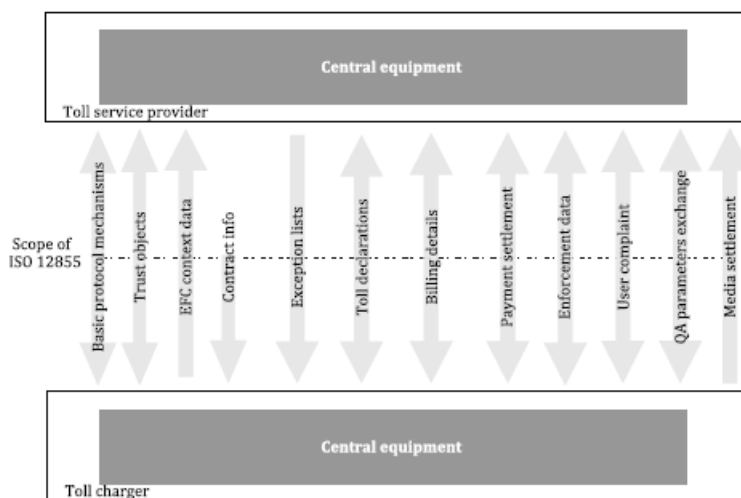 Central equipment
Toll service provider
Scope of
ISO 12855
Basic protocol mechanisms
Trust objects
EFC context data
Contract info
Exception lists
Toll declarations
Billing details
Payment settlement
Enforcement data
User complaint
QA parameters exchange
Media settlement
Central equipment
Toll charger